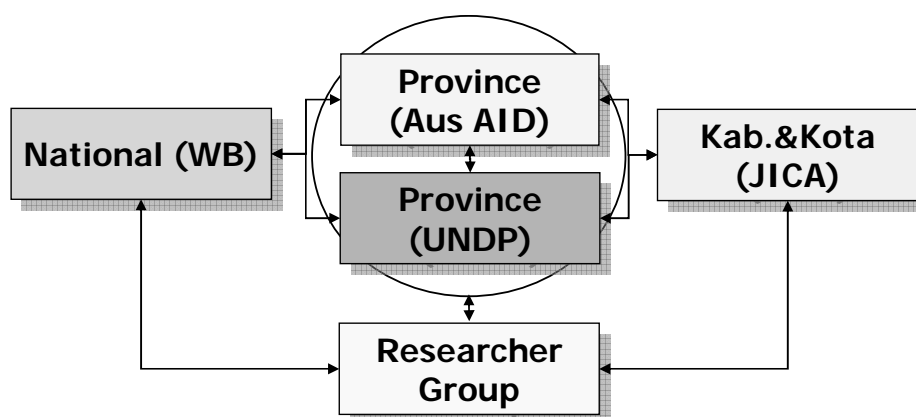 Province
(Aus AID)
National (WB)
Kab.&Kota
(JICA)
Province
(UNDP)
Researcher
Group